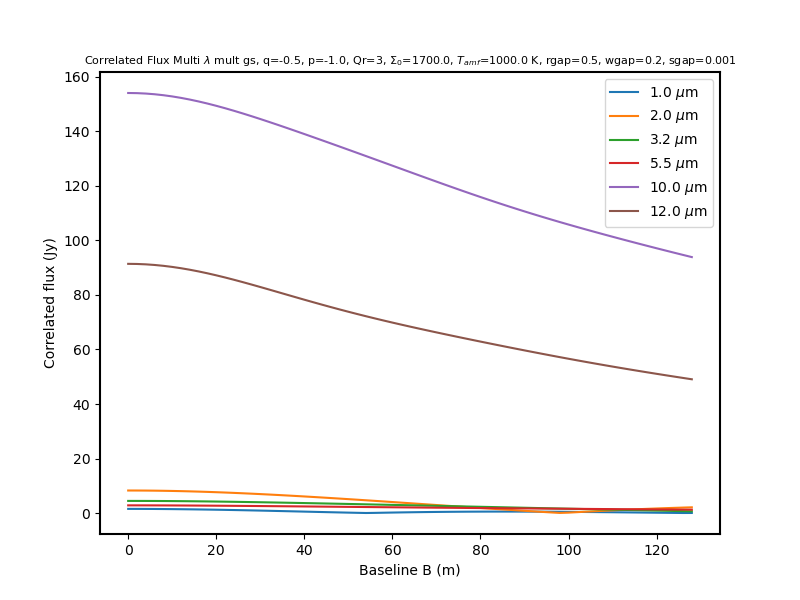 Correlated Flux Multi λ mult gs, q=-0.5, p=-1.0, Qr=3, Σ₀=1700.0, Tamf=1000.0 K, rgap=0.5, wgap=0.2, sgap=0.001
160
140
120
100
80
60
40
20
0
Correlated flux (Jy)
1.0 μm
2.0 μm
3.2 μm
5.5 μm
10.0 μm
12.0 μm
0 20 40 60 80 100 120
Baseline B (m)